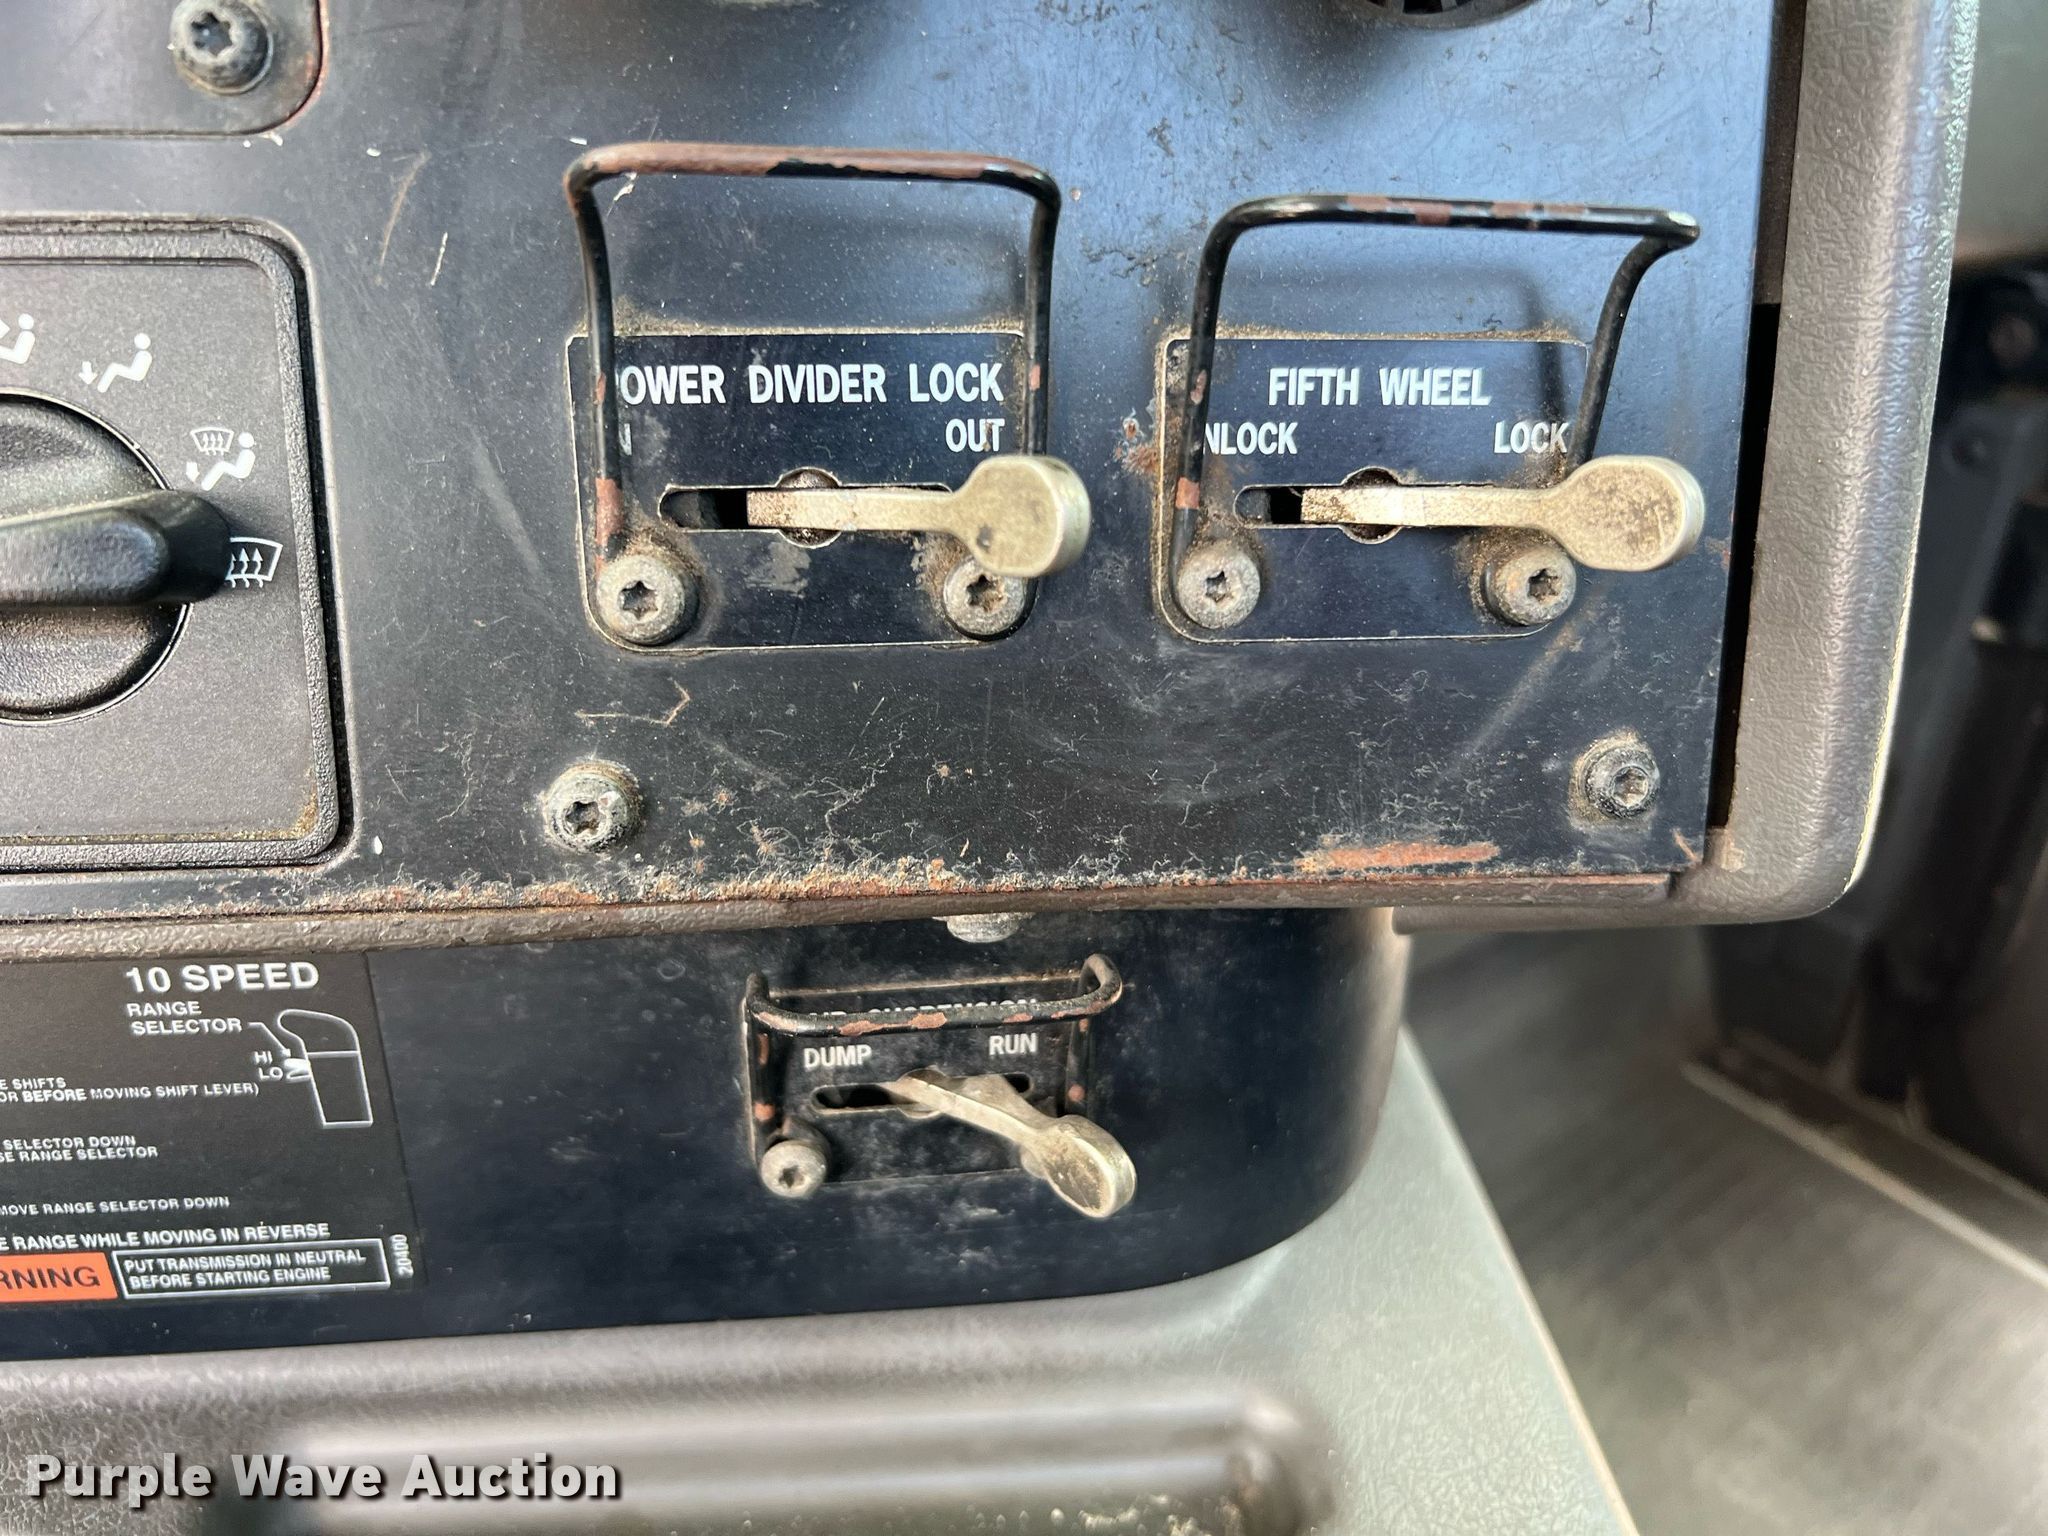 OWER DIVIDER LOCK
OUT
FIFTH WHEEL
NLOCK LOCK
DUMP RUN
10 SPEED
RANGE
SELECTOR
HI
LO
E SHIFTS
OR BEFORE MOVING SHIFT LEVER)
SELECTOR DOWN
SE RANGE SELECTOR
MOVE RANGE SELECTOR DOWN
E RANGE WHILE MOVING IN REVERSE
RNING
PUT TRANSMISSION IN NEUTRAL
BEFORE STARTING ENGINE
20400
Purple Wave Auction